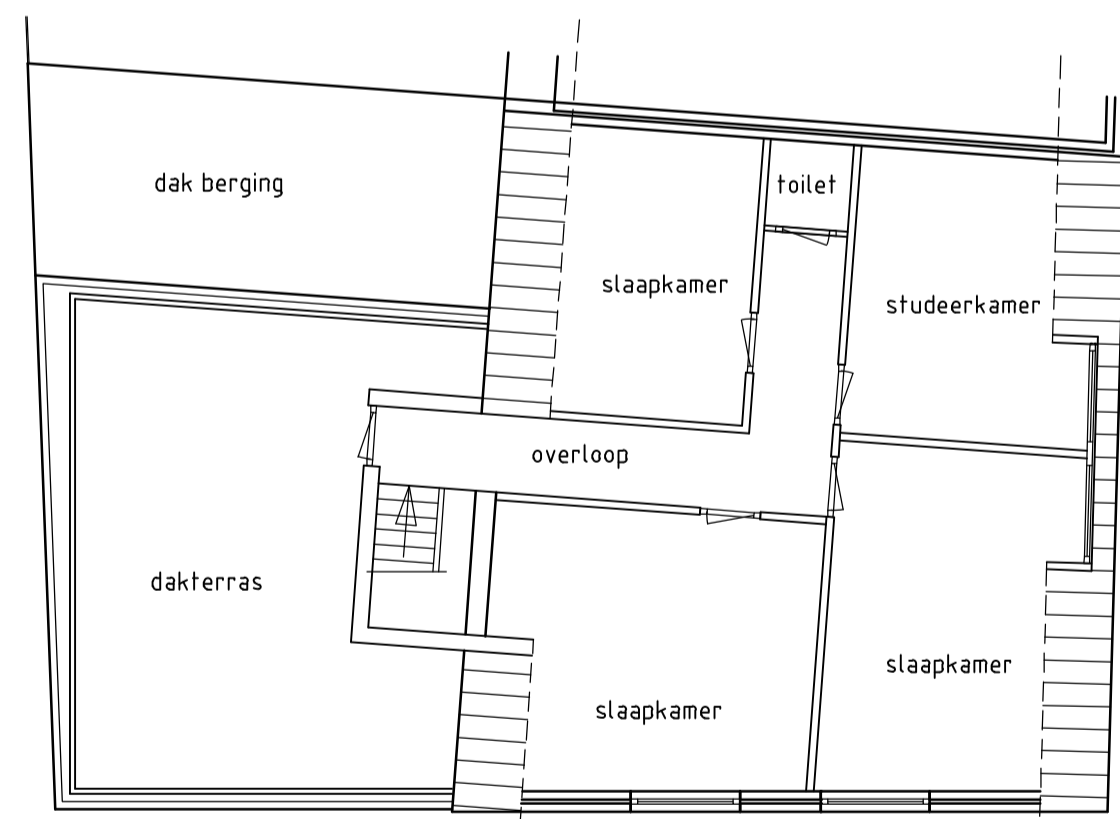 dak berging
toilet
slaapkamer
studeerkamer
overloop
dakterras
slaapkamer
slaapkamer